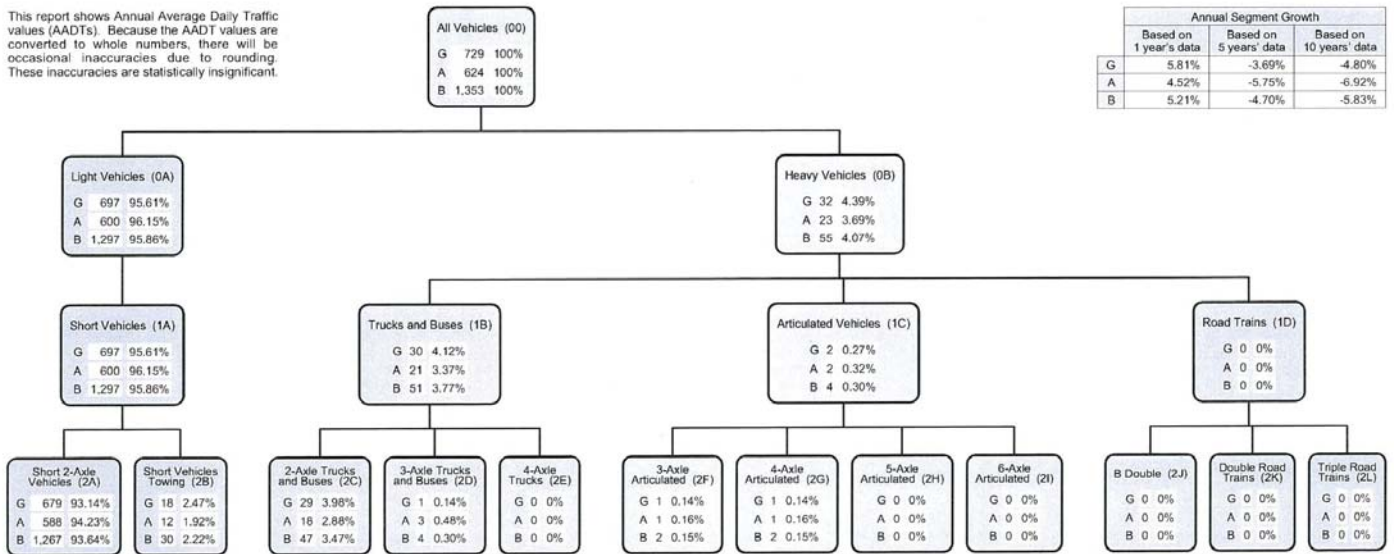 This report shows Annual Average Daily Traffic
values (AADTs). Because the AADT values are
converted to whole numbers, there will be
occasional inaccuracies due to rounding.
These inaccuracies are statistically insignificant.
All Vehicles (00)
G 729 100%
A 624 100%
B 1,353 100%
Annual Segment Growth
Based on 1 year's data Based on 5 years' data Based on 10 years' data
G 5.81% -3.69% -4.80%
A 4.52% -5.75% -6.92%
B 5.21% -4.70% -5.83%
Light Vehicles (0A)
G 697 95.61%
A 600 96.15%
B 1,297 95.86%
Heavy Vehicles (0B)
G 32 4.39%
A 23 3.69%
B 55 4.07%
Short Vehicles (1A)
G 697 95.61%
A 600 96.15%
B 1,297 95.86%
Trucks and Buses (1B)
G 30 4.12%
A 21 3.37%
B 51 3.77%
Articulated Vehicles (1C)
G 2 0.27%
A 2 0.32%
B 4 0.30%
Road Trains (1D)
G 0 0%
A 0 0%
B 0 0%
Short 2-Axle
Vehicles (2A)
G 679 93.14%
A 588 94.23%
B 1,267 93.64%
Short Vehicles
Towing (2B)
G 18 2.47%
A 12 1.92%
B 30 2.22%
2-Axle Trucks
and Buses (2C)
G 29 3.98%
A 18 2.88%
B 47 3.47%
3-Axle Trucks
and Buses (2D)
G 1 0.14%
A 3 0.48%
B 4 0.30%
4-Axle
Trucks (2E)
G 0 0%
A 0 0%
B 0 0%
3-Axle
Articulated (2F)
G 1 0.14%
A 1 0.16%
B 2 0.15%
4-Axle
Articulated (2G)
G 1 0.14%
A 1 0.16%
B 2 0.15%
5-Axle
Articulated (2H)
G 0 0%
A 0 0%
B 0 0%
6-Axle
Articulated (2I)
G 0 0%
A 0 0%
B 0 0%
B Double (2J)
G 0 0%
A 0 0%
B 0 0%
Double Road
Trains (2K)
G 0 0%
A 0 0%
B 0 0%
Triple Road
Trains (2L)
G 0 0%
A 0 0%
B 0 0%